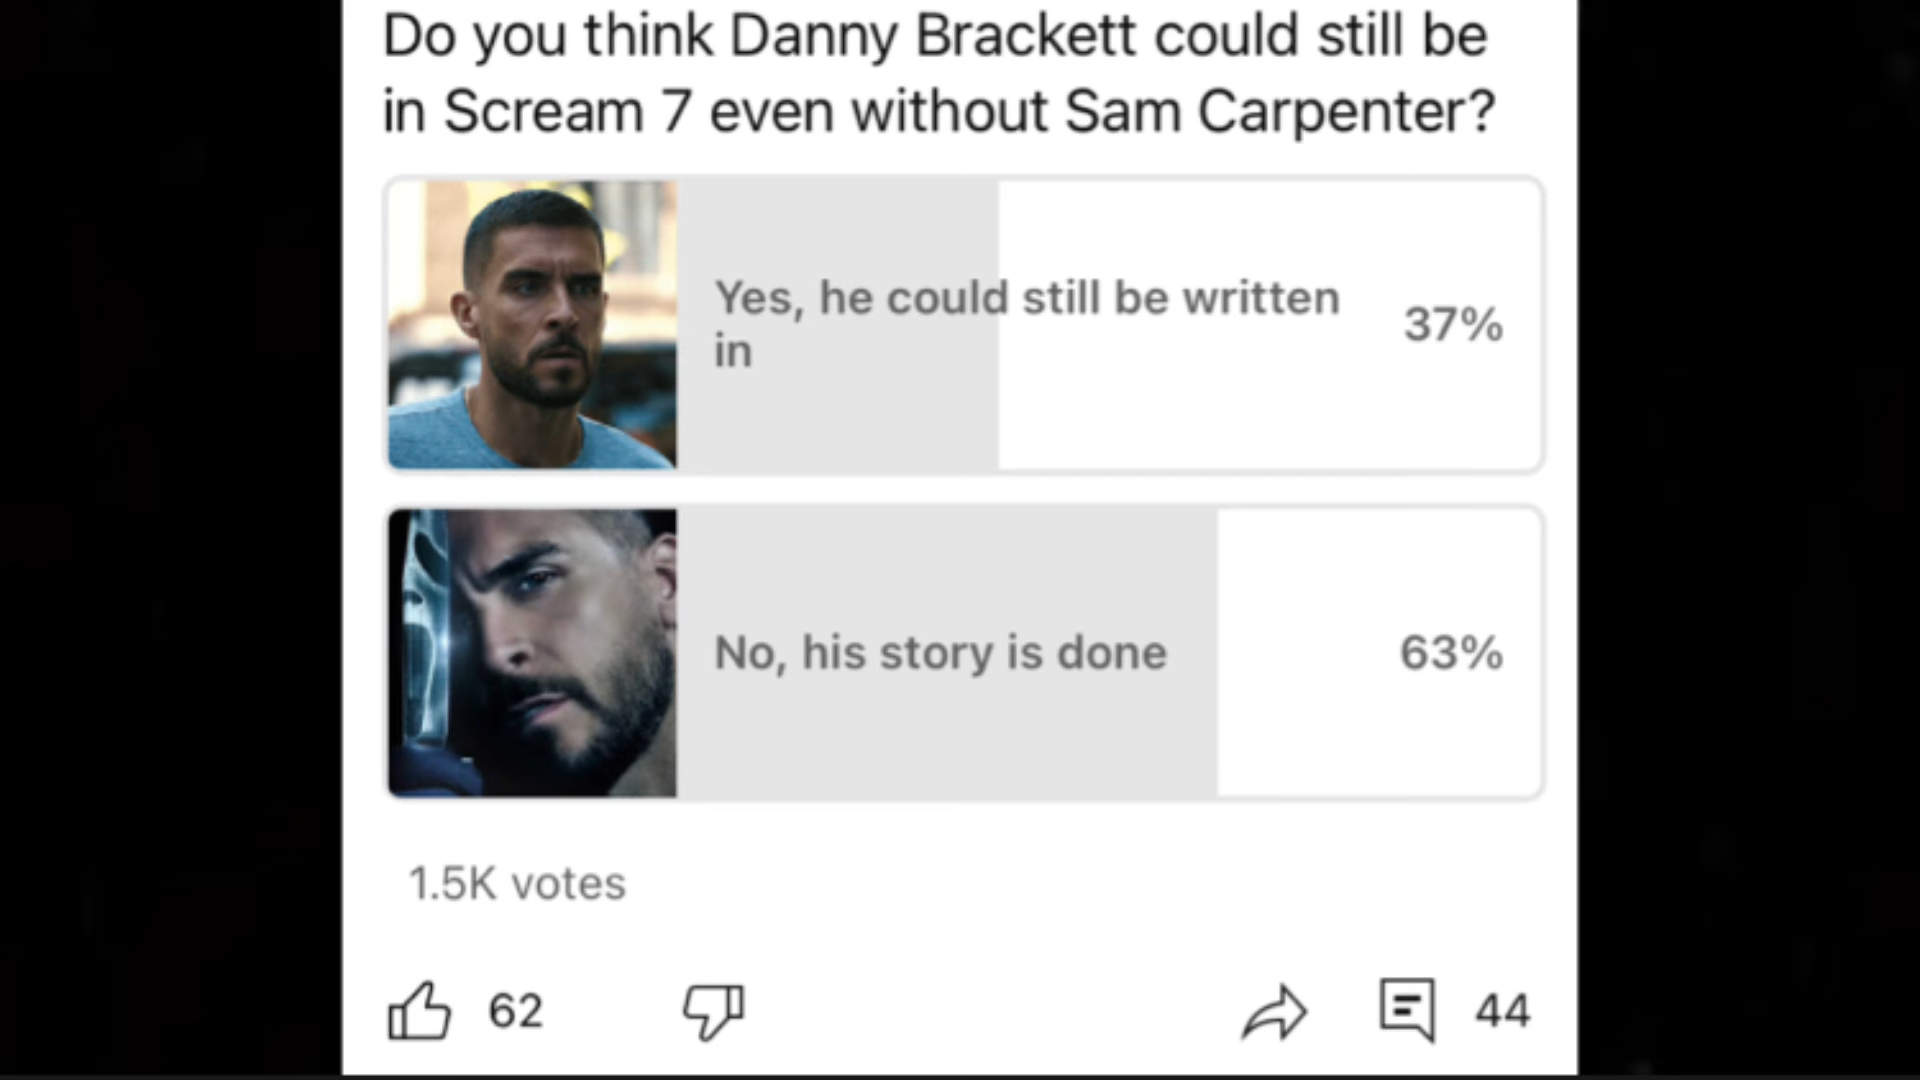 Do you think Danny Brackett could still be
in Scream 7 even without Sam Carpenter?
Yes, he could still be written
in
37%
No, his story is done
63%
1.5K votes
62
44